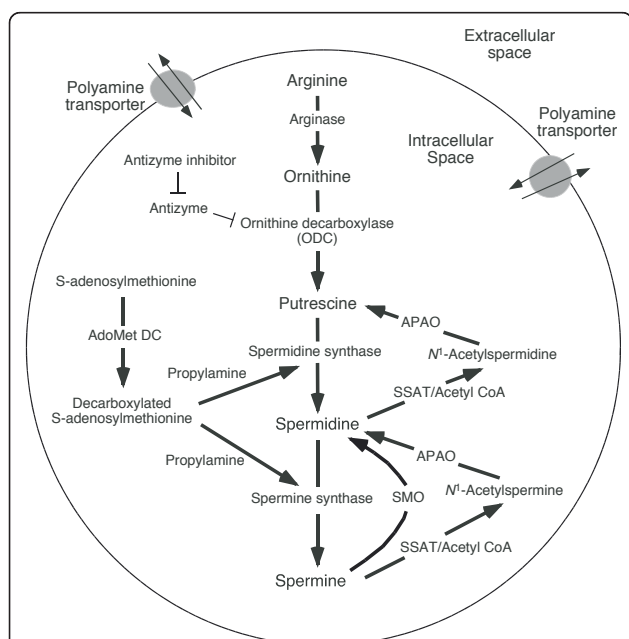 Extracellular
space
Polyamine
transporter
Arginine
Polyamine
transporter
Arginase
Intracellular
Space
Antizyme inhibitor
Ornithine
Antizyme
Ornithine decarboxylase
(ODC)
S-adenosylmethionine
Putrescine
APAO
AdoMet DC
Spermidine synthase
N¹-Acetylspermidine
Propylamine
SSAT/Acetyl CoA
Decarboxylated
S-adenosylmethionine
Spermidine
APAO
Propylamine
N¹-Acetylspermine
Spermine synthase
SMO
SSAT/Acetyl CoA
Spermine